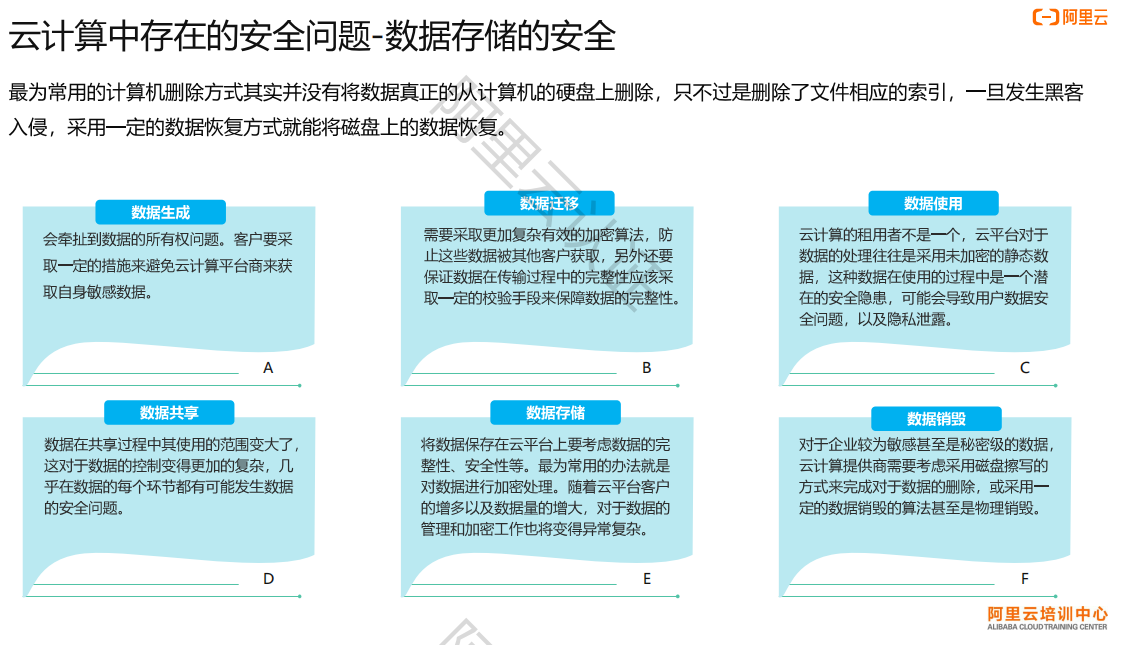 云计算中存在的安全问题-数据存储的安全
阿里云
最为常用的计算机删除方式其实并没有将数据真正的从计算机的硬盘上删除，只不过是删除了文件相应的索引，一旦发生黑客
入侵，采用一定的数据恢复方式就能将磁盘上的数据恢复。
阿里云认证
数据生成
会牵扯到数据的所有权问题。客户要采
取一定的措施来避免云计算平台商来获
取自身敏感数据。
A
数据迁移
需要采取更加复杂有效的加密算法，防
止这些数据被其他客户获取，另外还要
保证数据在传输过程中的完整性应该采
取一定的校验手段来保障数据的完整性。
B
数据使用
云计算的租用者不是一个，云平台对于
数据的处理往往是采用未加密的静态数
据，这种数据在使用的过程中是一个潜
在的安全隐患，可能会导致用户数据安
全问题，以及隐私泄露。
C
数据共享
数据在共享过程中其使用的范围变大了，
这对于数据的控制变得更加的复杂，几
乎在数据的每个环节都有可能发生数据
的安全问题。
D
数据存储
将数据保存在云平台上要考虑数据的完
整性、安全性等。最为常用的办法就是
对数据进行加密处理。随着云平台客户
的增多以及数据量的增大，对于数据的
管理和加密工作也将变得异常复杂。
E
数据销毁
对于企业较为敏感甚至是秘密级的数据，
云计算提供商需要考虑采用磁盘擦写的
方式来完成对于数据的删除，或采用一
定的数据销毁的算法甚至是物理销毁。
F
阿里云培训中心
ALIBABA CLOUD TRAINING CENTER